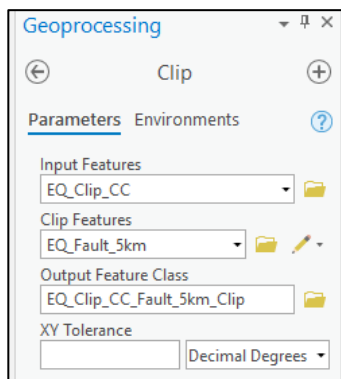 Geoprocessing
Clip
Parameters Environments
Input Features
EQ_Clip_CC
Clip Features
EQ_Fault_5km
Output Feature Class
EQ_Clip_CC_Fault_5km_Clip
XY Tolerance
Decimal Degrees